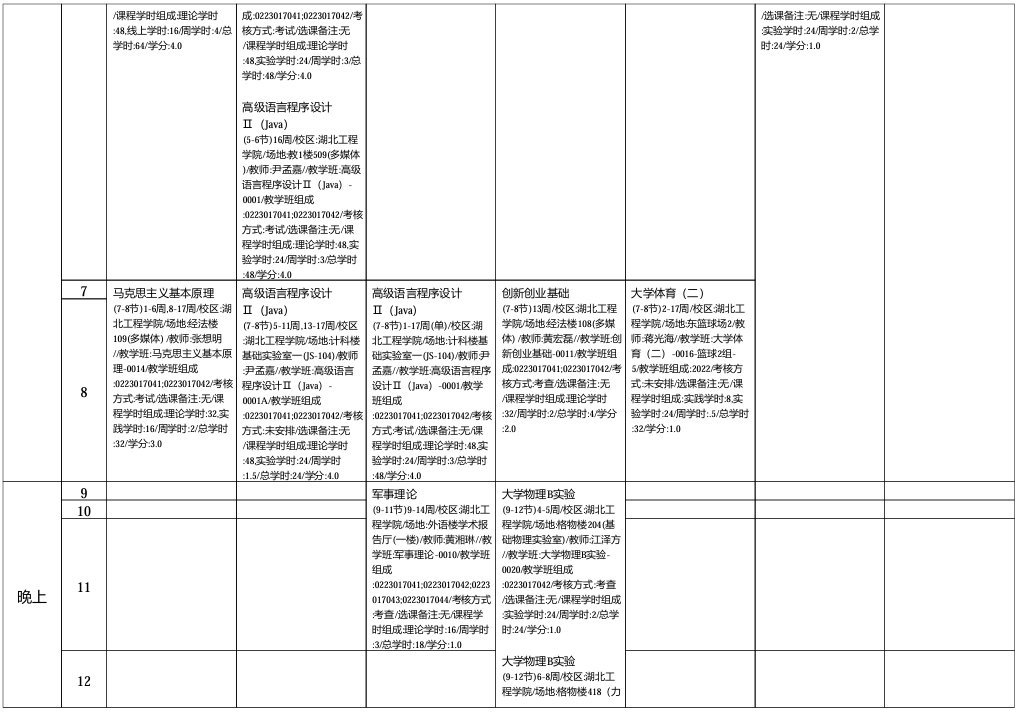 /课程学时组成:理论学时
:48,线上学时:16/周学时:4/总
学时:64/学分:4.0
成:0223017041;0223017042/考
核方式:考试/选课备注:无
/课程学时组成:理论学时
:48,实验学时:24/周学时:3/总
学时:48/学分:4.0
高级语言程序设计
Ⅱ（Java）
(5-6节)16周/校区:湖北工程
学院/场地:教1楼509(多媒体
)/教师:尹孟嘉//教学班:高级
语言程序设计Ⅱ（Java）-
0001/教学班组成
:0223017041;0223017042/考核
方式:考试/选课备注:无/课
程学时组成:理论学时:48,实
验学时:24/周学时:3/总学时
:48/学分:4.0
/选课备注:无/课程学时组成
:实验学时:24/周学时:2/总学
时:24/学分:1.0
7
8
马克思主义基本原理
(7-8节)1-6周,8-17周/校区:湖
北工程学院/场地:经法楼
109(多媒体) /教师:张想明
//教学班:马克思主义基本原
理-0014/教学班组成
:0223017041;0223017042/考核
方式:考试/选课备注:无/课
程学时组成:理论学时:32,实
践学时:16/周学时:2/总学时
:32/学分:3.0
高级语言程序设计
Ⅱ（Java）
(7-8节)5-11周,13-17周/校区
:湖北工程学院/场地:计科楼
基础实验室一(JS-104)/教师
:尹孟嘉//教学班:高级语言
程序设计Ⅱ（Java）-
0001A/教学班组成
:0223017041;0223017042/考核
方式:未安排/选课备注:无
/课程学时组成:理论学时
:48,实验学时:24/周学时
:1.5/总学时:24/学分:4.0
高级语言程序设计
Ⅱ（Java）
(7-8节)1-17周(单)/校区:湖
北工程学院/场地:计科楼基
础实验室一(JS-104)/教师:尹
孟嘉//教学班:高级语言程序
设计Ⅱ（Java）-0001/教学
班组成
:0223017041;0223017042/考核
方式:考试/选课备注:无/课
程学时组成:理论学时:48,实
验学时:24/周学时:3/总学时
:48/学分:4.0
创新创业基础
(7-8节)13周/校区:湖北工程
学院/场地:经法楼108(多媒
体) /教师:黄宏磊//教学班:创
新创业基础-0011/教学班组
成:0223017041;0223017042/考
核方式:考查/选课备注:无
/课程学时组成:理论学时
:32/周学时:2/总学时:4/学分
:2.0
大学体育（二）
(7-8节)2-17周/校区:湖北工
程学院/场地:东篮球场2/教
师:蒋光海//教学班:大学体
育（二）-0016-篮球2组-
5/教学班组成:2022/考核方
式:未安排/选课备注:无/课
程学时组成:实践学时:8,实
验学时:24/周学时:.5/总学时
:32/学分:1.0
晚上
9
10
11
12
军事理论
(9-11节)9-14周/校区:湖北工
程学院/场地:外语楼学术报
告厅(一楼)/教师:黄湘琳//教
学班:军事理论-0010/教学班
组成
:0223017041;0223017042;0223
017043;0223017044/考核方式
:考查/选课备注:无/课程学
时组成:理论学时:16/周学时
:3/总学时:18/学分:1.0
大学物理B实验
(9-12节)4-5周/校区:湖北工
程学院/场地:格物楼204(基
础物理实验室)/教师:江泽方
//教学班:大学物理B实验-
0020/教学班组成
:0223017042/考核方式:考查
/选课备注:无/课程学时组成
:实验学时:24/周学时:2/总学
时:24/学分:1.0
大学物理B实验
(9-12节)6-8周/校区:湖北工
程学院/场地:格物楼418（力